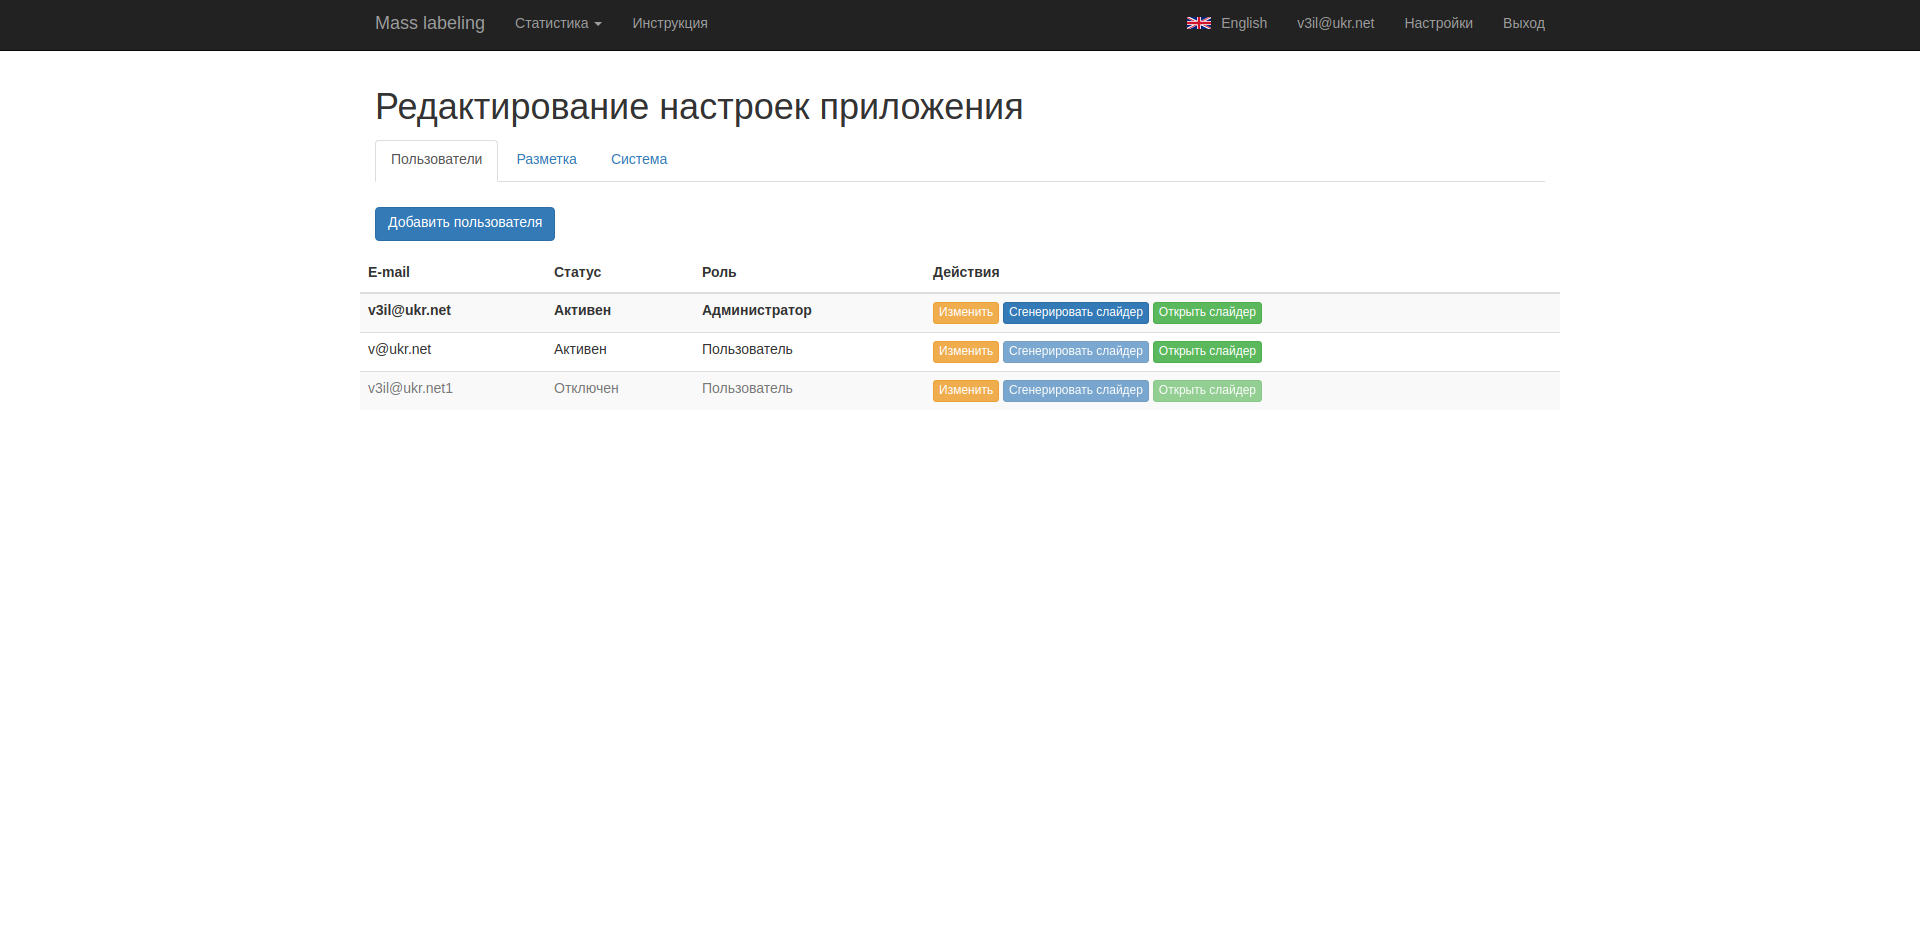 Mass labeling Статистика Инструкция English v3il@ukr.net Настройки Выход
Редактирование настроек приложения
Пользователи Разметка Система
Добавить пользователя
E-mail Статус Роль Действия
v3il@ukr.net Активен Администратор Изменить Сгенерировать слайдер Открыть слайдер
v@ukr.net Активен Пользователь Изменить Сгенерировать слайдер Открыть слайдер
v3il@ukr.net1 Отключен Пользователь Изменить Сгенерировать слайдер Открыть слайдер